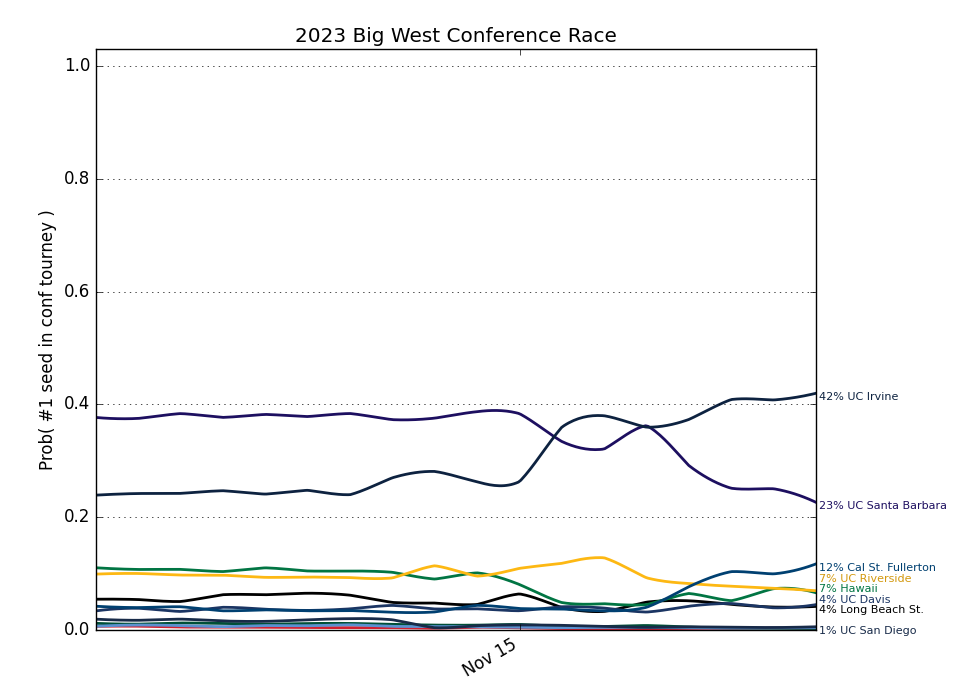 2023 Big West Conference Race
Prob( #1 seed in conf tourney )
1.0
0.8
0.6
0.4
0.2
0.0
Nov 15
42% UC Irvine
23% UC Santa Barbara
12% Cal St. Fullerton
7% UC Riverside
7% Hawaii
4% UC Davis
4% Long Beach St.
1% UC San Diego